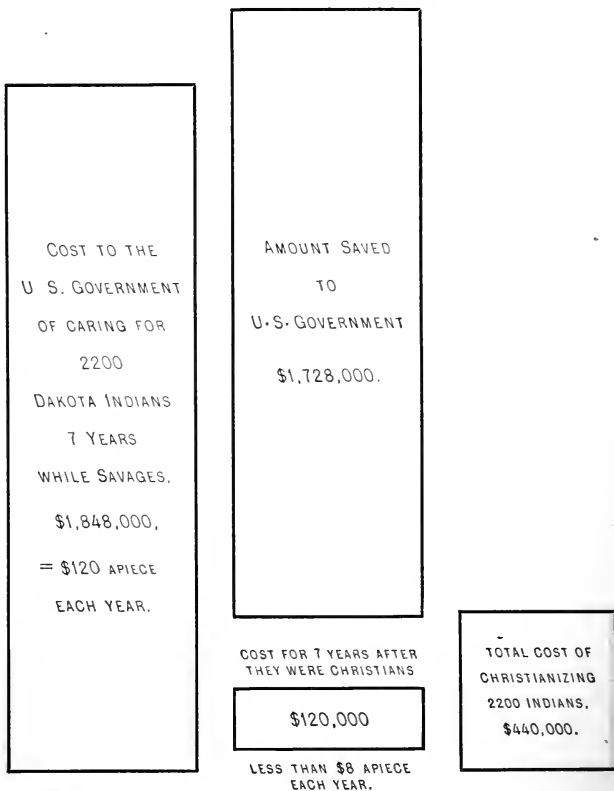 COST TO THE
U S. GOVERNMENT
OF CARING FOR
2200
DAKOTA INDIANS
7 YEARS
WHILE SAVAGES.
$1,848,000,
= $120 APIECE
EACH YEAR.
AMOUNT SAVED
TO
U.S. GOVERNMENT
$1,728,000.
COST FOR 7 YEARS AFTER
THEY WERE CHRISTIANS
$120,000
LESS THAN $8 APIECE
EACH YEAR.
TOTAL COST OF
CHRISTIANIZING
2200 INDIANS.
$440,000.